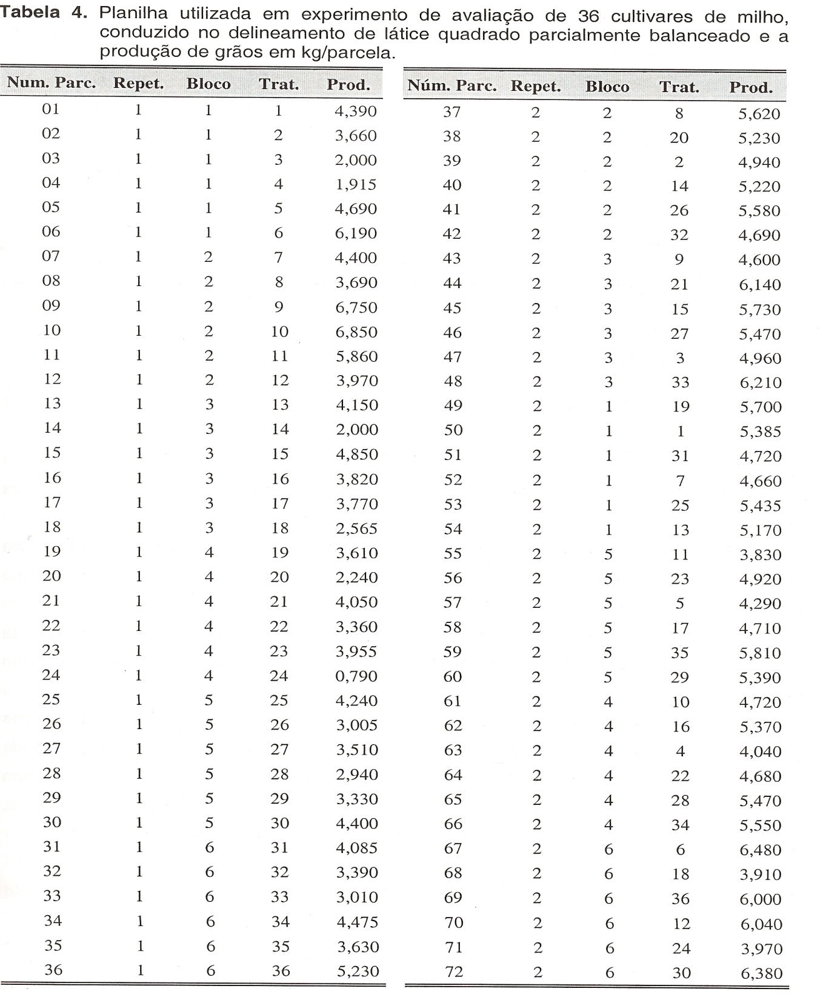 Tabela 4. Planilha utilizada em experimento de avaliação de 36 cultivares de milho,
conduzido no delineamento de látice quadrado parcialmente balanceado e a
produção de grãos em kg/parcela.
Num. Parc. Repet. Bloco Trat. Prod. Núm. Parc. Repet. Bloco Trat. Prod.
01 1 1 1 4,390 37 2 2 8 5,620
02 1 1 2 3,660 38 2 2 20 5,230
03 1 1 3 2,000 39 2 2 2 4,940
04 1 1 4 1,915 40 2 2 14 5,220
05 1 1 5 4,690 41 2 2 26 5,580
06 1 1 6 6,190 42 2 2 32 4,690
07 1 2 7 4,400 43 2 3 9 4,600
08 1 2 8 3,690 44 2 3 21 6,140
09 1 2 9 6,750 45 2 3 15 5,730
10 1 2 10 6,850 46 2 3 27 5,470
11 1 2 11 5,860 47 2 3 3 4,960
12 1 2 12 3,970 48 2 3 33 6,210
13 1 3 13 4,150 49 2 1 19 5,700
14 1 3 14 2,000 50 2 1 1 5,385
15 1 3 15 4,850 51 2 1 31 4,720
16 1 3 16 3,820 52 2 1 7 4,660
17 1 3 17 3,770 53 2 1 25 5,435
18 1 3 18 2,565 54 2 1 13 5,170
19 1 4 19 3,610 55 2 5 11 3,830
20 1 4 20 2,240 56 2 5 23 4,920
21 1 4 21 4,050 57 2 5 5 4,290
22 1 4 22 3,360 58 2 5 17 4,710
23 1 4 23 3,955 59 2 5 35 5,810
24 1 4 24 0,790 60 2 5 29 5,390
25 1 5 25 4,240 61 2 4 10 4,720
26 1 5 26 3,005 62 2 4 16 5,370
27 1 5 27 3,510 63 2 4 4 4,040
28 1 5 28 2,940 64 2 4 22 4,680
29 1 5 29 3,330 65 2 4 28 5,470
30 1 5 30 4,400 66 2 4 34 5,550
31 1 6 31 4,085 67 2 6 6 6,480
32 1 6 32 3,390 68 2 6 18 3,910
33 1 6 33 3,010 69 2 6 36 6,000
34 1 6 34 4,475 70 2 6 12 6,040
35 1 6 35 3,630 71 2 6 24 3,970
36 1 6 36 5,230 72 2 6 30 6,380